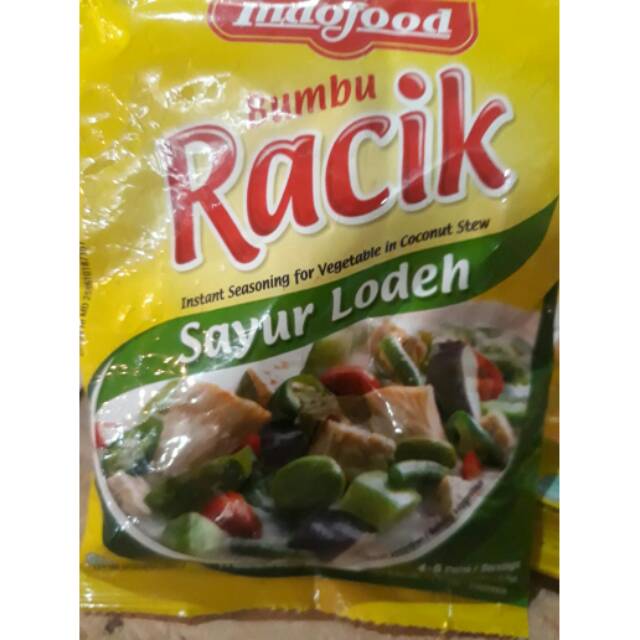 Indofood
Bumbu
Racik
Instant Seasoning for Vegetable in Coconut Stew
Sayur Lodeh